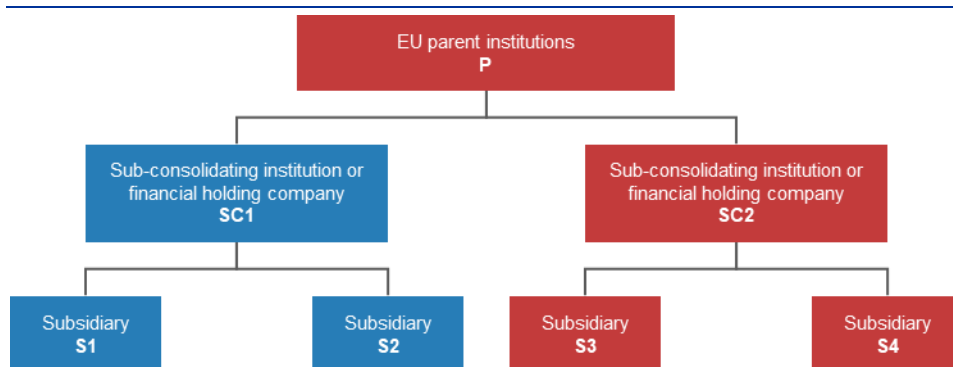 EU parent institutions
P
Sub-consolidating institution or
financial holding company
SC1
Sub-consolidating institution or
financial holding company
SC2
Subsidiary
S1
Subsidiary
S2
Subsidiary
S3
Subsidiary
S4